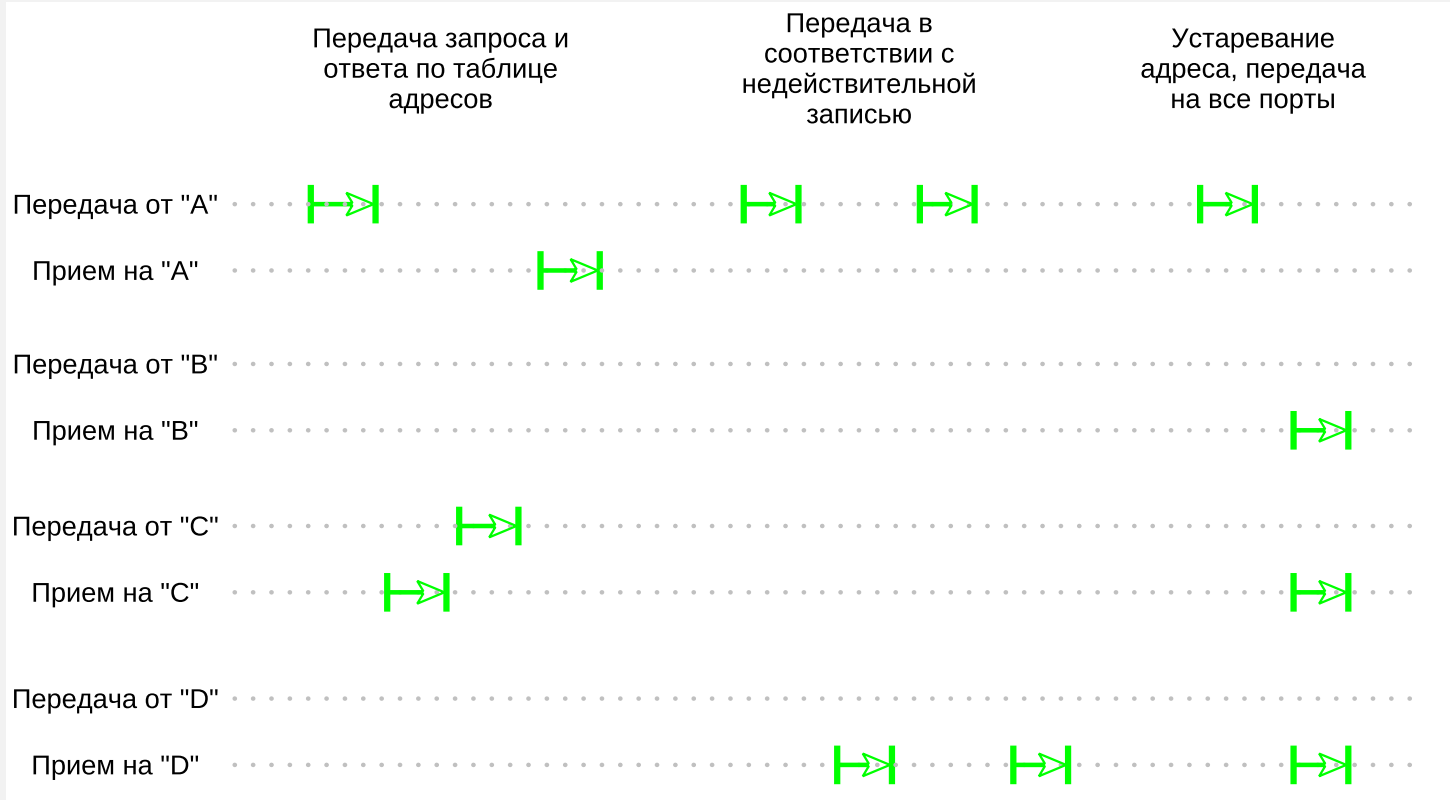 Передача запроса и
ответа по таблице
адресов
Передача в
соответствии с
недействительной
записью
Устаревание
адреса, передача
на все порты
Передача от "A"
Прием на "A"
Передача от "B"
Прием на "B"
Передача от "C"
Прием на "C"
Передача от "D"
Прием на "D"